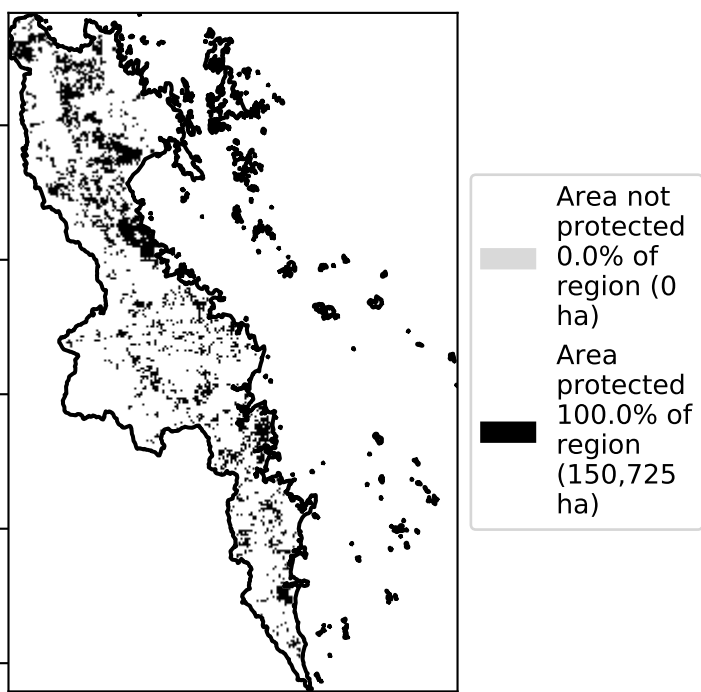 Area not
protected
0.0% of
region (0
ha)
Area
protected
100.0% of
region
(150,725
ha)